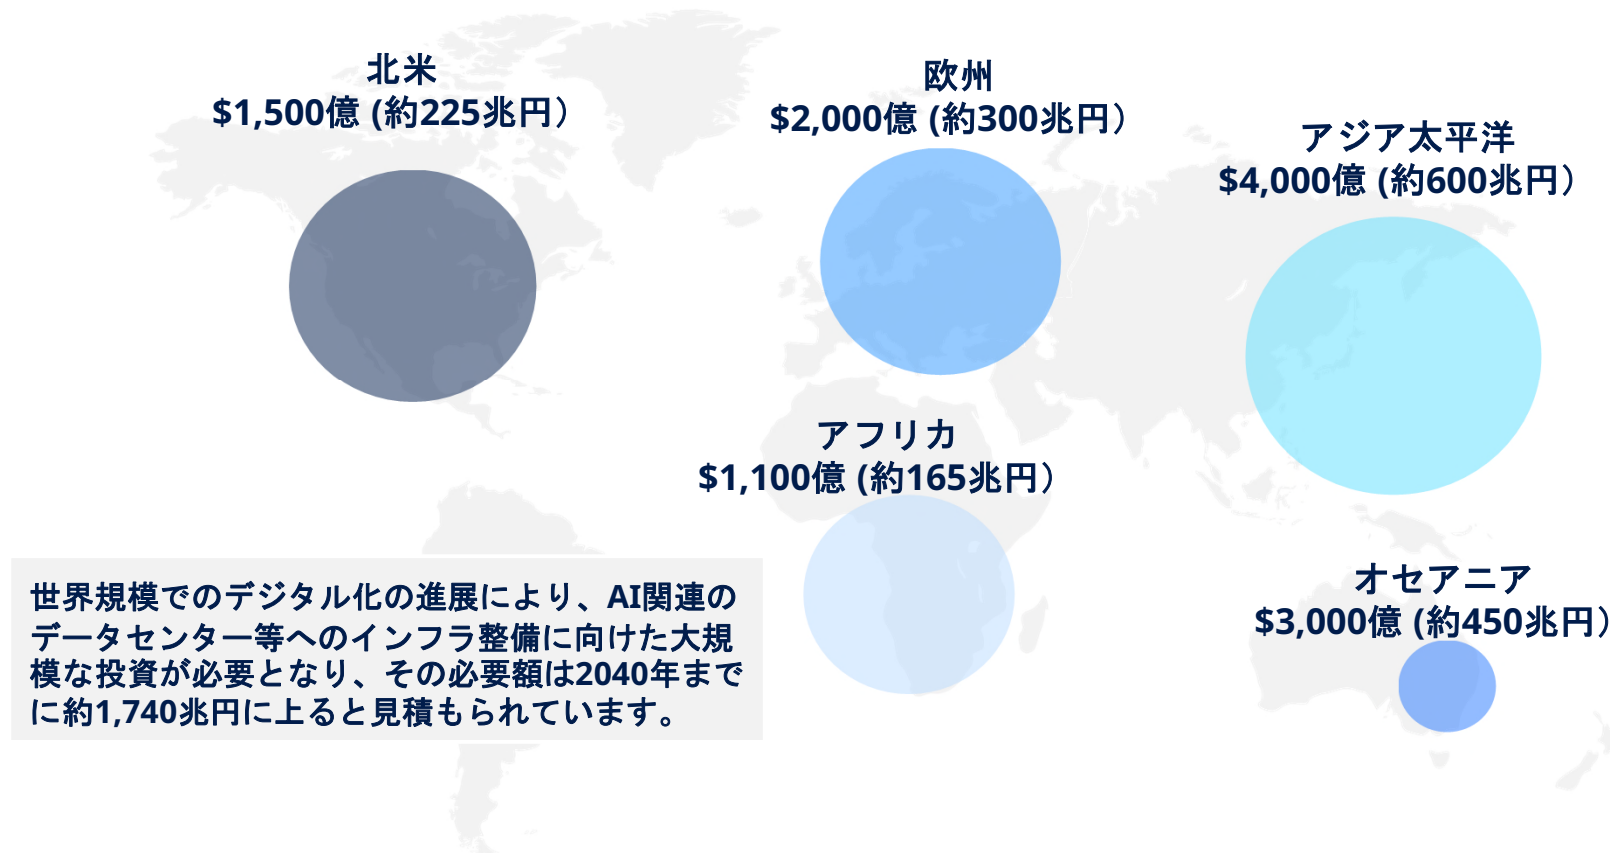 北米
$1,500億 (約225兆円）
欧州
$2,000億 (約300兆円）
アジア太平洋
$4,000億 (約600兆円）
アフリカ
$1,100億 (約165兆円）
オセアニア
$3,000億 (約450兆円）
世界規模でのデジタル化の進展により、AI関連の
データセンター等へのインフラ整備に向けた大規
模な投資が必要となり、その必要額は2040年まで
に約1,740兆円に上ると見積もられています。